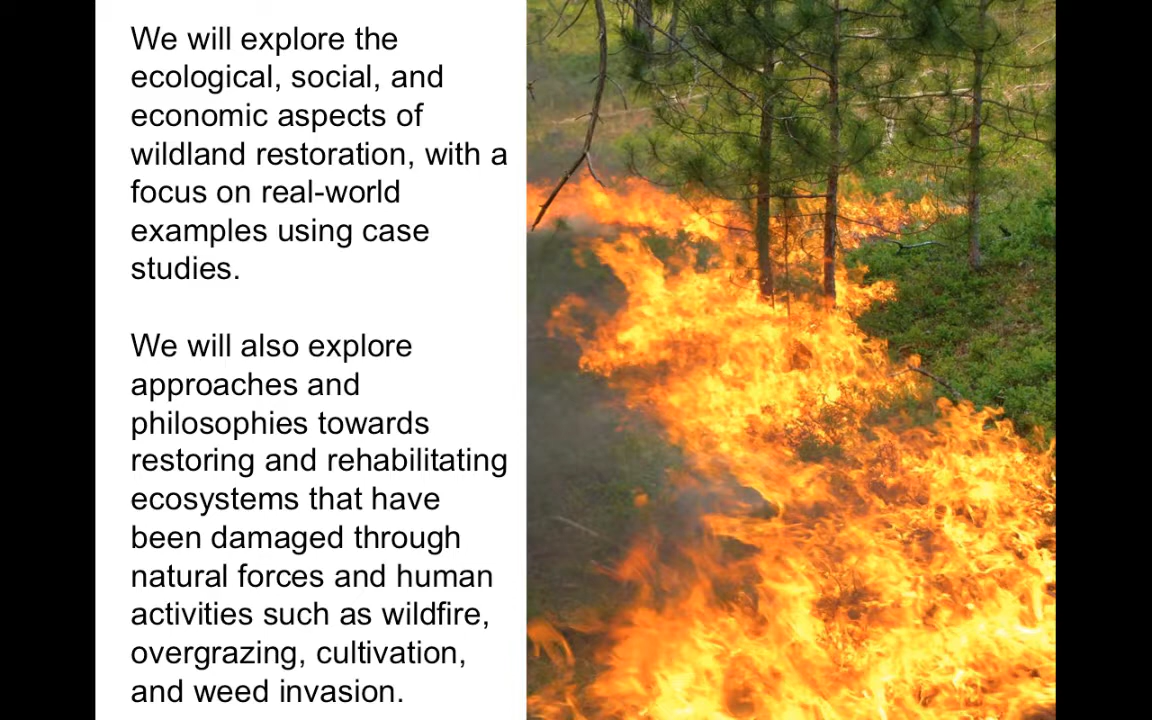 We will explore the
ecological, social, and
economic aspects of
wildland restoration, with a
focus on real-world
examples using case
studies.
We will also explore
approaches and
philosophies towards
restoring and rehabilitating
ecosystems that have
been damaged through
natural forces and human
activities such as wildfire,
overgrazing, cultivation,
and weed invasion.